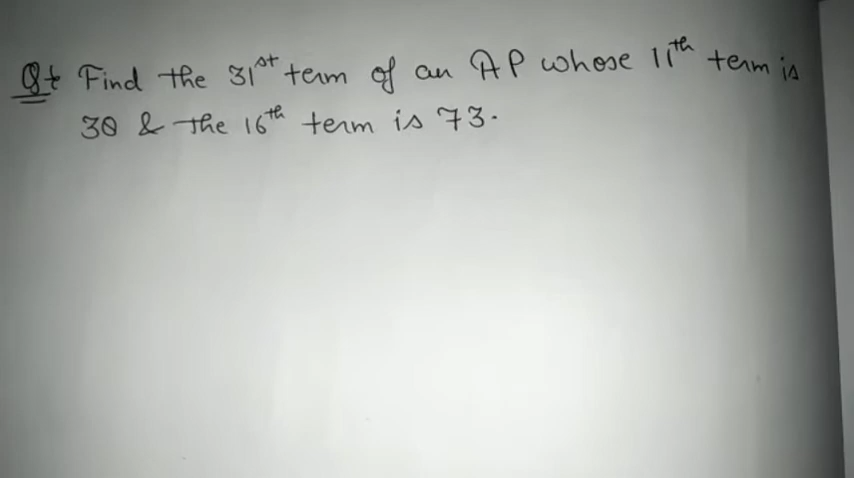 Q: Find the 31st term of an AP whose 11th term is
38 & the 16th term is 73.